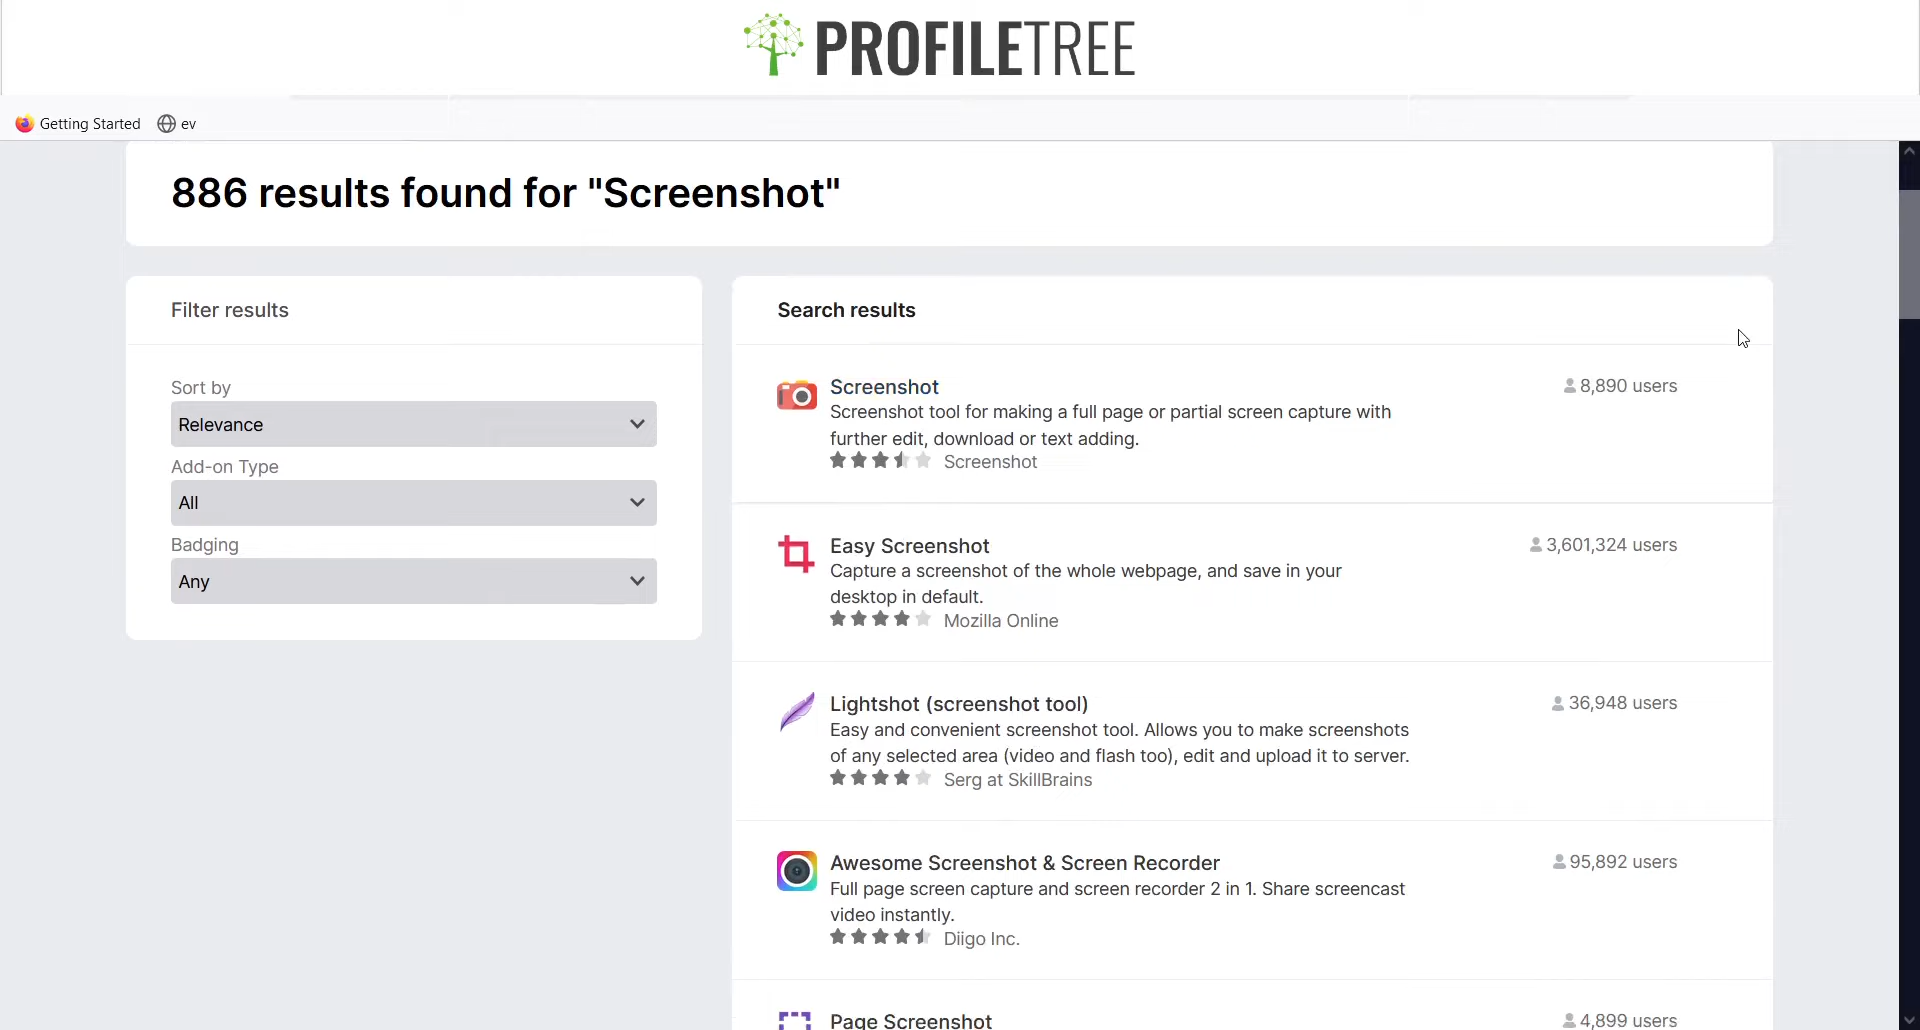 PROFILETREE
Getting Started ev
886 results found for "Screenshot"
Filter results
Sort by
Relevance
Add-on Type
All
Badging
Any
Search results
Screenshot
8,890 users
Screenshot tool for making a full page or partial screen capture with
further edit, download or text adding.
Screenshot
Easy Screenshot
3,601,324 users
Capture a screenshot of the whole webpage, and save in your
desktop in default.
Mozilla Online
Lightshot (screenshot tool)
36,948 users
Easy and convenient screenshot tool. Allows you to make screenshots
of any selected area (video and flash too), edit and upload it to server.
Serg at SkillBrains
Awesome Screenshot & Screen Recorder
95,892 users
Full page screen capture and screen recorder 2 in 1. Share screencast
video instantly.
Diigo Inc.
Page Screenshot
4,899 users